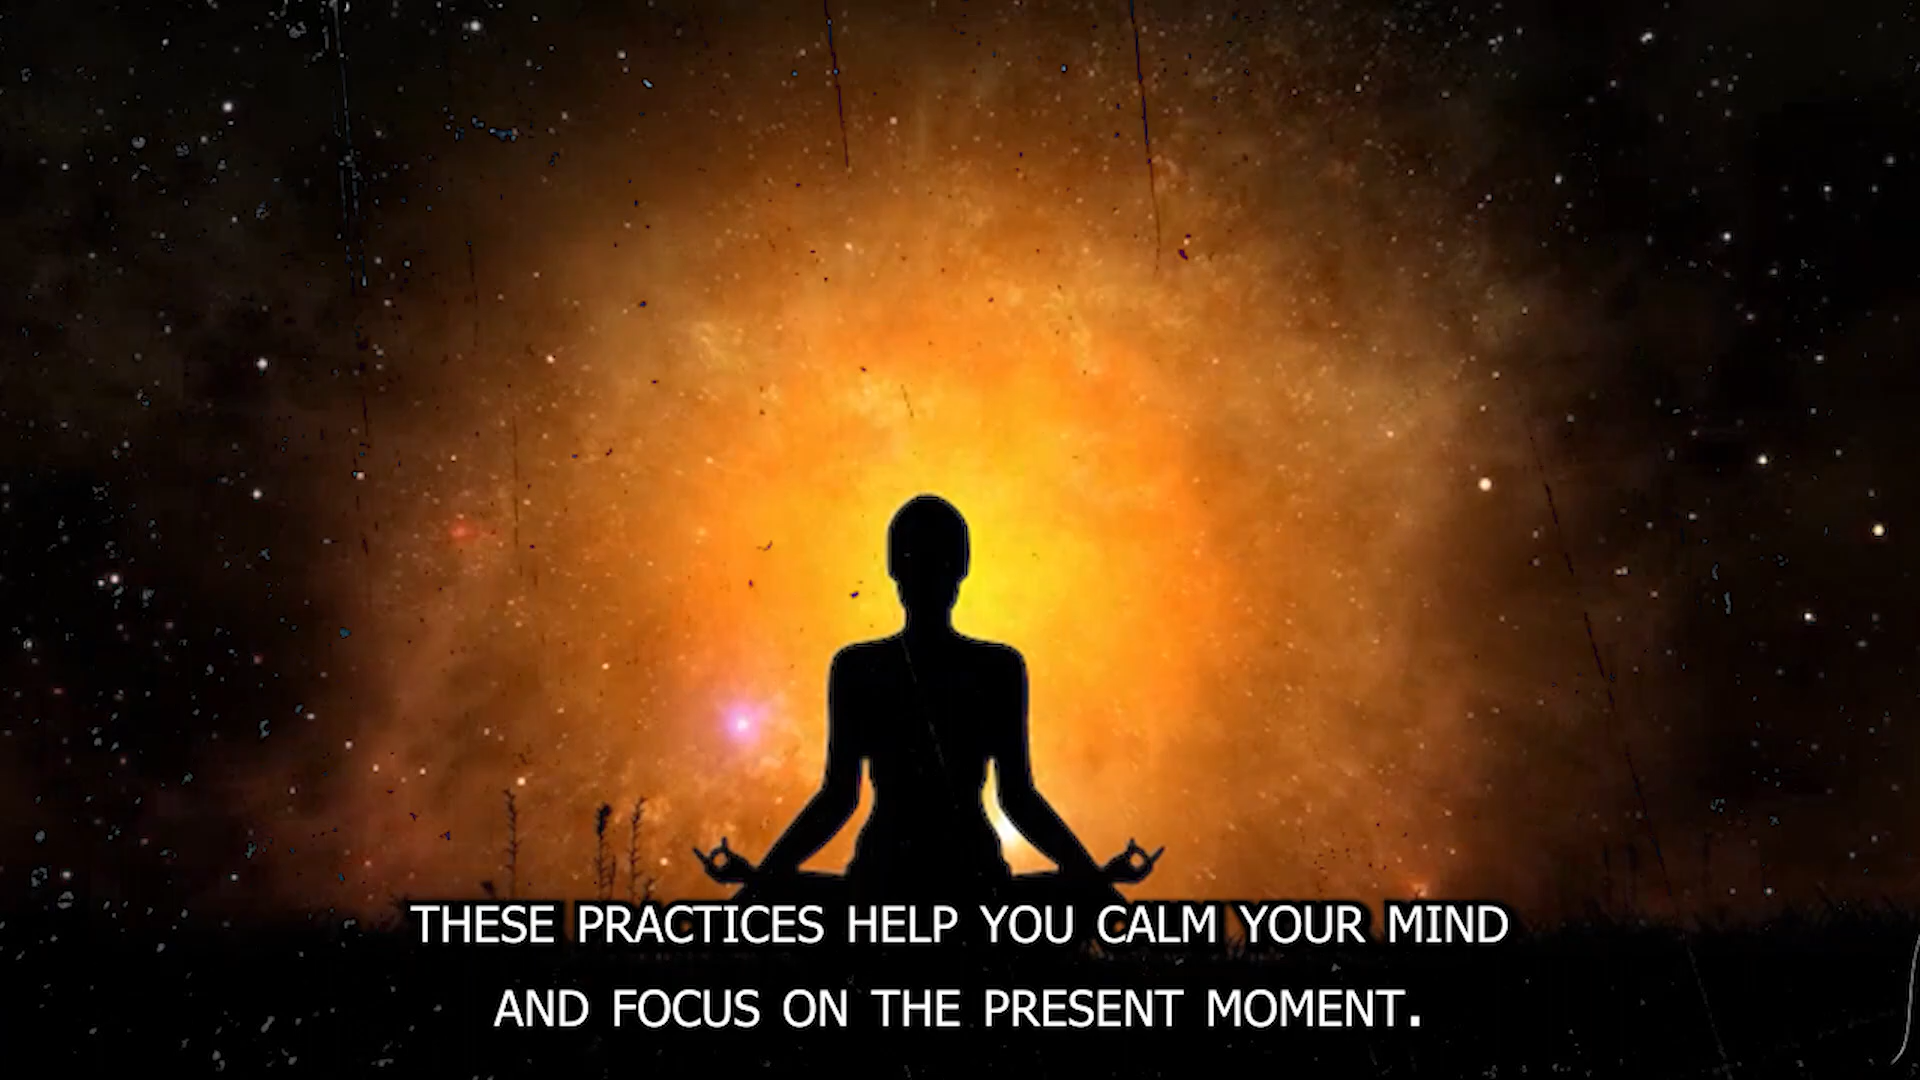 THESE PRACTICES HELP YOU CALM YOUR MIND
AND FOCUS ON THE PRESENT MOMENT.